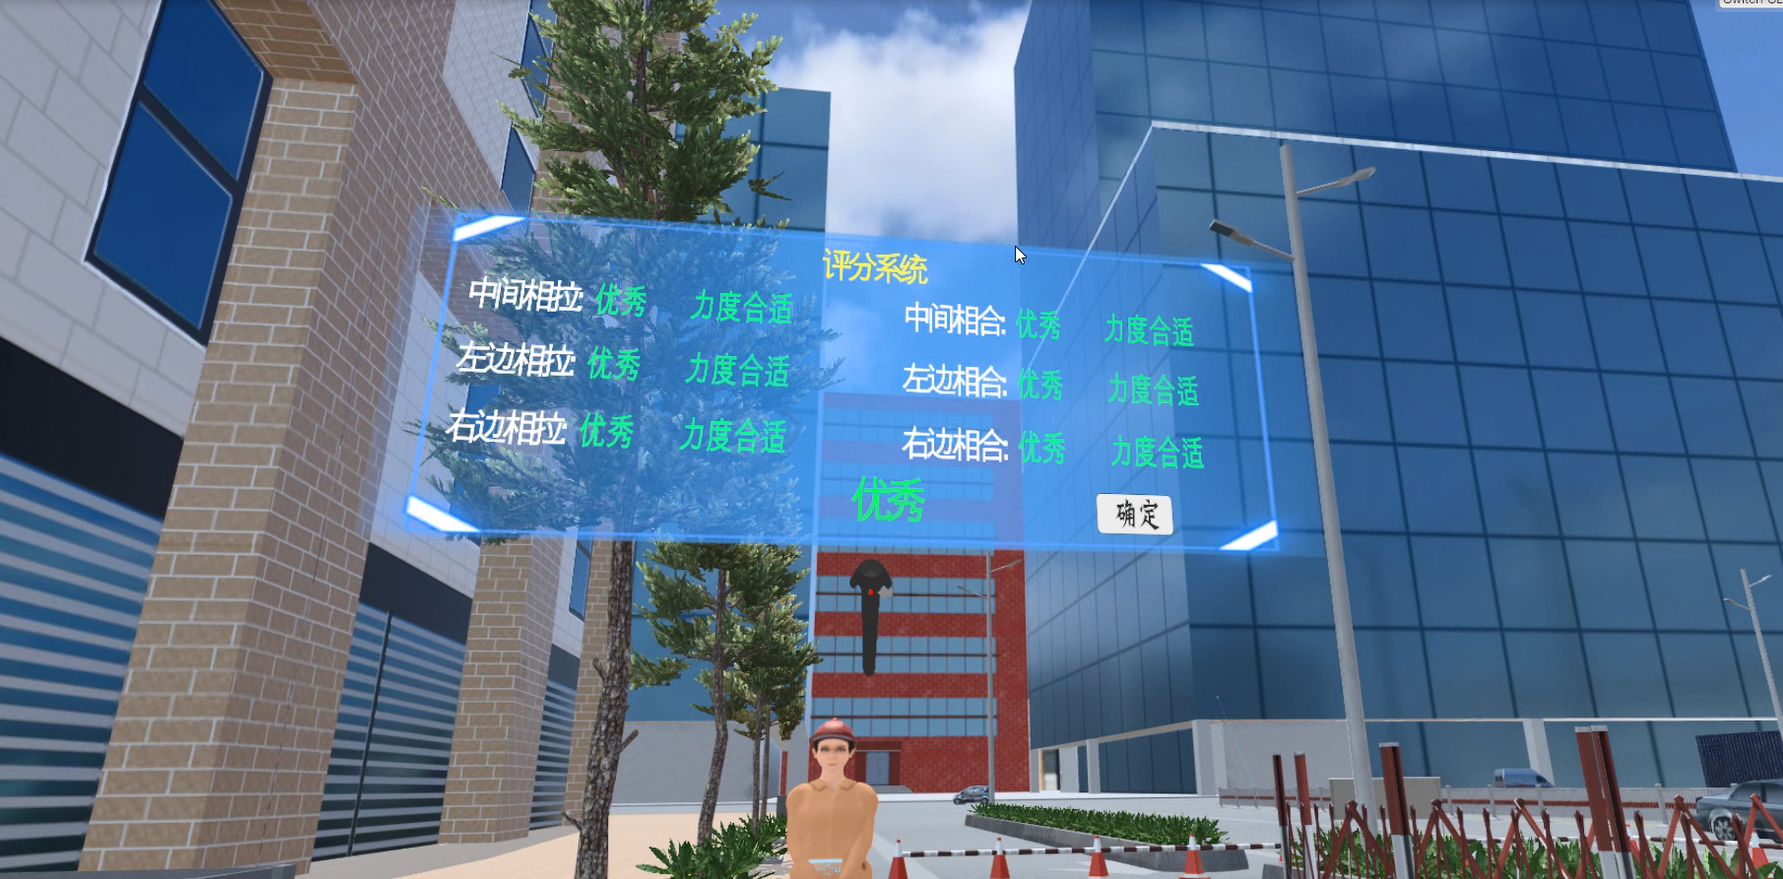 评分系统
中间相拉: 优秀 力度合适
左边相拉: 优秀 力度合适
右边相拉: 优秀 力度合适
中间相合: 优秀 力度合适
左边相合: 优秀 力度合适
右边相合: 优秀 力度合适
优秀
确定